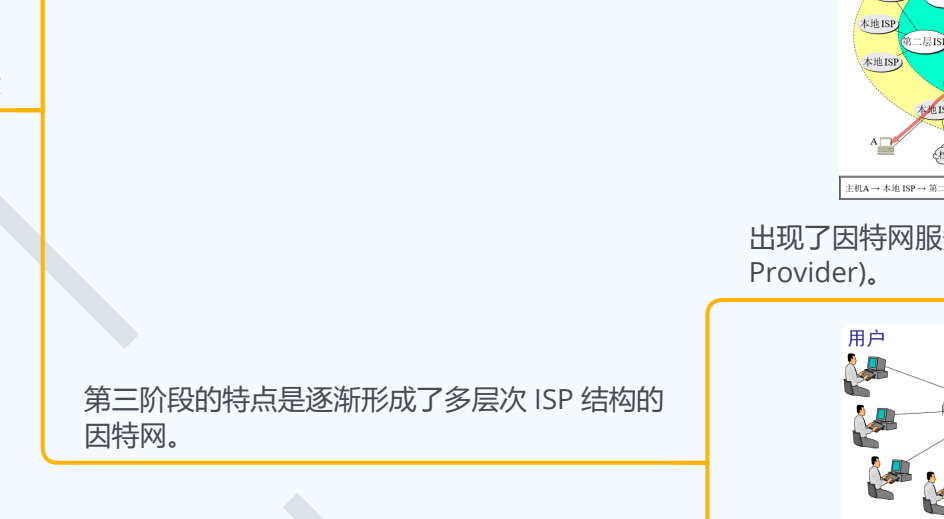 本地ISP
第二层ISP
本地ISP
本地IS
A
主机A → 本地 ISP → 第二
出现了因特网服
Provider)。
用户
第三阶段的特点是逐渐形成了多层次 ISP 结构的
因特网。